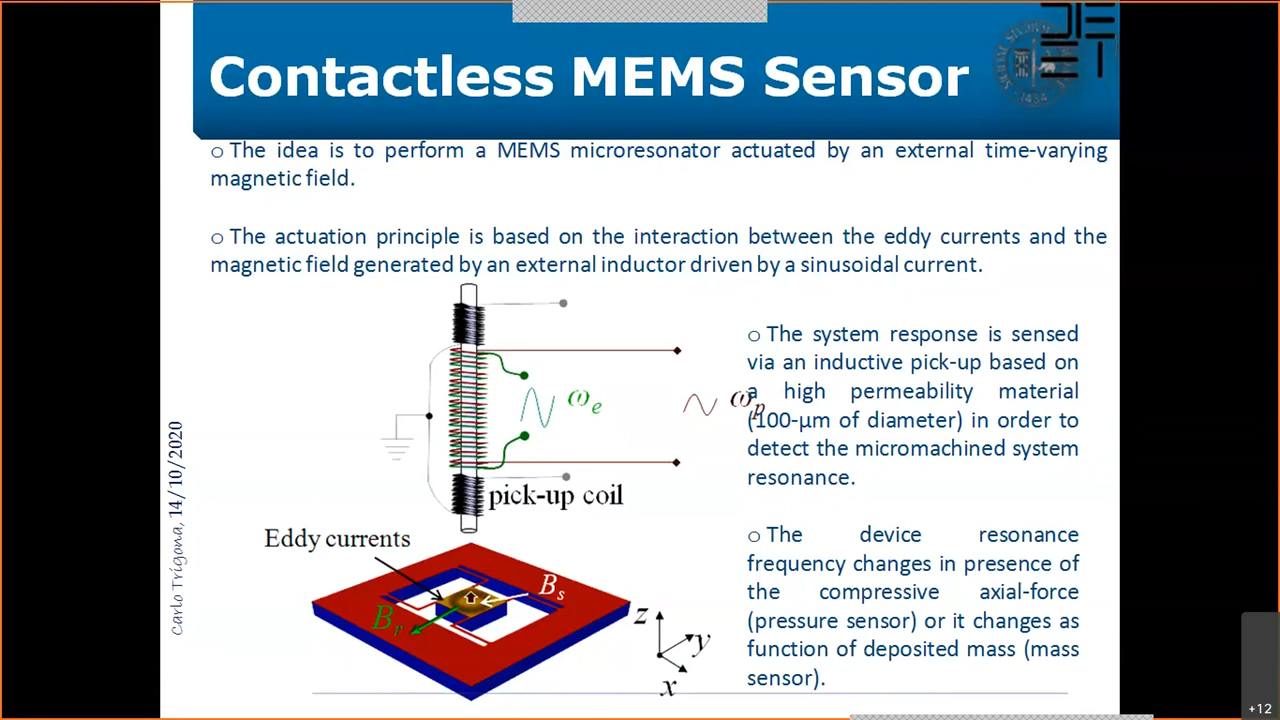 Contactless MEMS Sensor
o The idea is to perform a MEMS microresonator actuated by an external time-varying
magnetic field.
o The actuation principle is based on the interaction between the eddy currents and the
magnetic field generated by an external inductor driven by a sinusoidal current.
o The system response is sensed
via an inductive pick-up based on
a high permeability material
(100-μm of diameter) in order to
detect the micromachined system
resonance.
o The device resonance
frequency changes in presence of
the compressive axial-force
(pressure sensor) or it changes as
function of deposited mass (mass
sensor).
ωe
ωp
pick-up coil
Eddy currents
Bs
Br
z
y
x
Carlo Trigona, 14/10/2020
+12